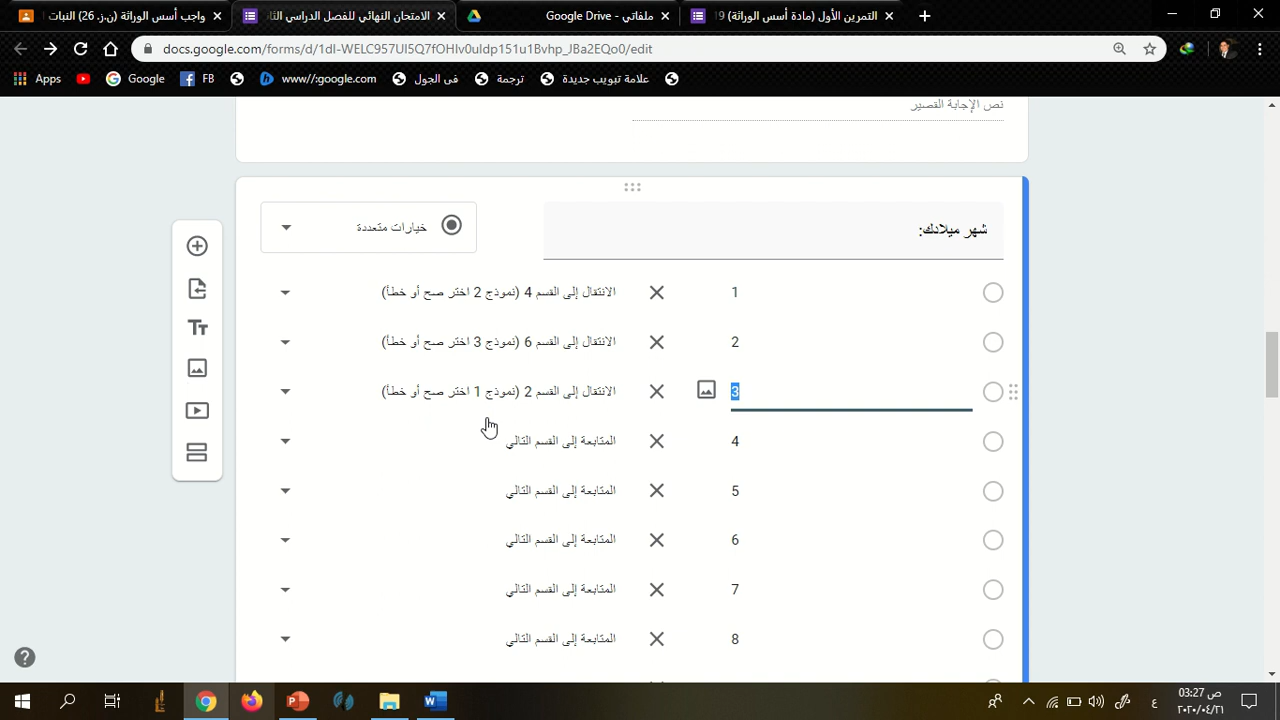 واجب أسس الوراثة (ن.ز. 26) النبات
الامتحان النهائي للفصل الدراسي الثان
ملفاتي - Google Drive
التمرين الأول (مادة أسس الوراثة) 19
docs.google.com/forms/d/1dI-WELC957UI5Q7fOHIv0uldp151u1Bvhp_JBa2EQo0/edit
Apps
Google
FB
www//:google.com
فى الجول
ترجمة
علامة تبويب جديدة
نص الإجابة القصير
شهر ميلادك:
خيارات متعددة
1
الانتقال إلى القسم 4 (نموذج 2 اختر صح أو خطأ)
2
الانتقال إلى القسم 6 (نموذج 3 اختر صح أو خطأ)
3
الانتقال إلى القسم 2 (نموذج 1 اختر صح أو خطأ)
4
المتابعة إلى القسم التالي
5
المتابعة إلى القسم التالي
6
المتابعة إلى القسم التالي
7
المتابعة إلى القسم التالي
8
المتابعة إلى القسم التالي
ع
03:27 ص
٢٠٢٠/٠٤/٢١